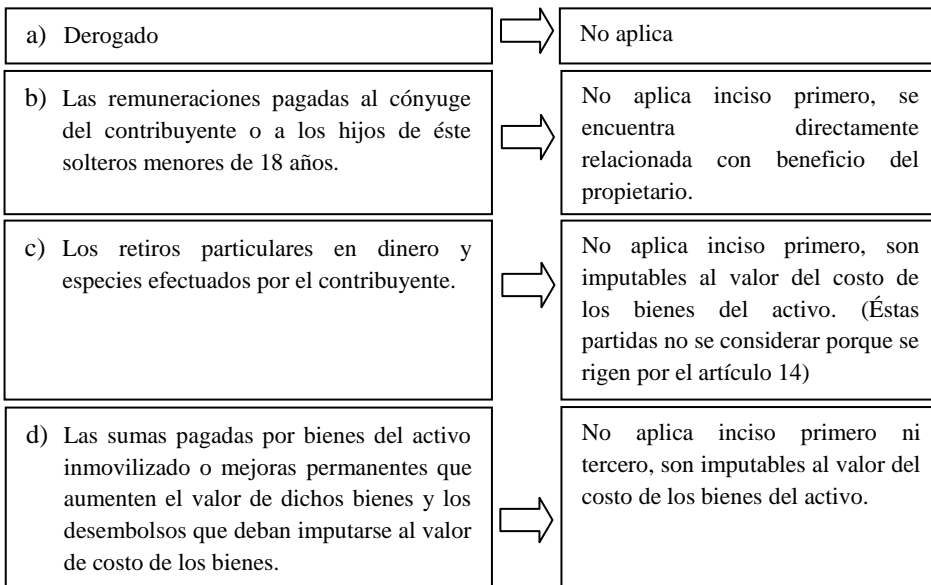 a) Derogado
No aplica
b) Las remuneraciones pagadas al cónyuge
del contribuyente o a los hijos de éste
solteros menores de 18 años.
No aplica inciso primero, se
encuentra directamente
relacionada con beneficio del
propietario.
c) Los retiros particulares en dinero y
especies efectuados por el contribuyente.
No aplica inciso primero, son
imputables al valor del costo de
los bienes del activo. (Éstas
partidas no se considerar porque se
rigen por el artículo 14)
d) Las sumas pagadas por bienes del activo
inmovilizado o mejoras permanentes que
aumenten el valor de dichos bienes y los
desembolsos que deban imputarse al valor
de costo de los bienes.
No aplica inciso primero ni
tercero, son imputables al valor del
costo de los bienes del activo.